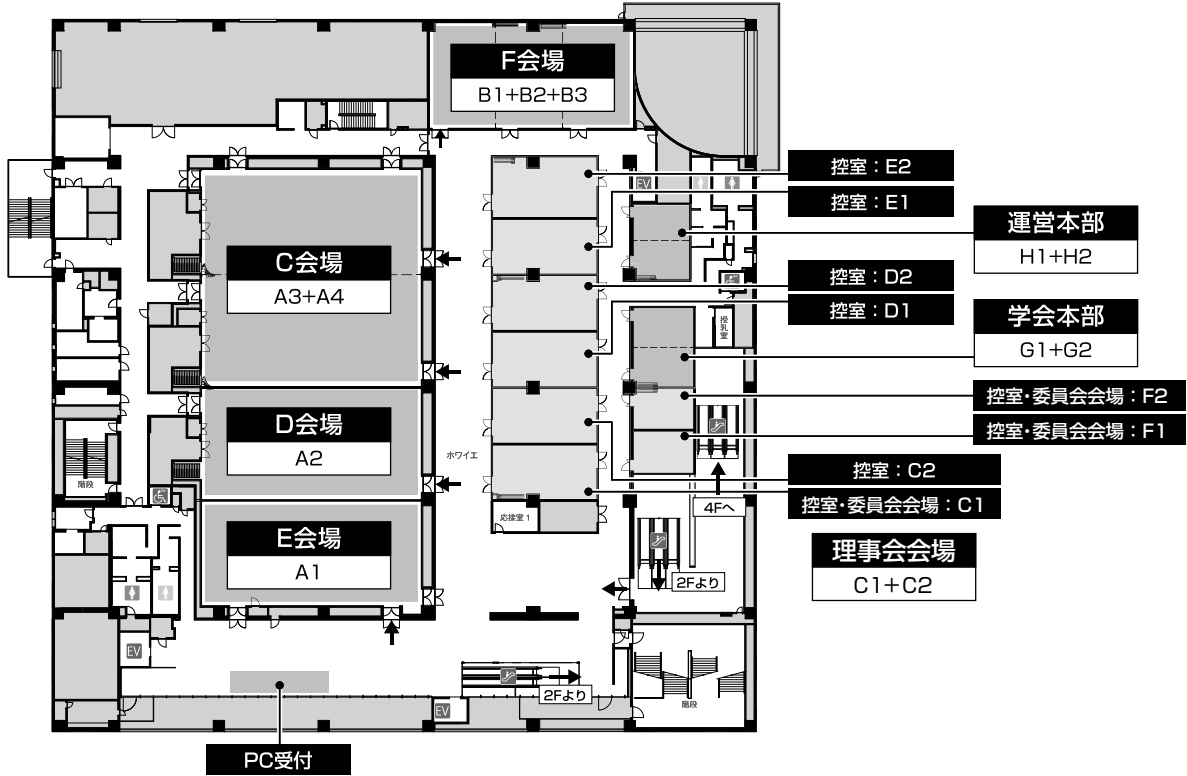 F会場
B1+B2+B3
控室：E2
EV
控室：E1
運営本部
H1+H2
C会場
A3+A4
控室：D2
控室：D1
授乳室
学会本部
G1+G2
控室・委員会会場：F2
D会場
A2
控室・委員会会場：F1
ホワイエ
控室：C2
階段
4Fへ
控室・委員会会場：C1
応接室1
E会場
A1
理事会会場
C1+C2
2Fより
EV
2Fより
階段
EV
PC受付